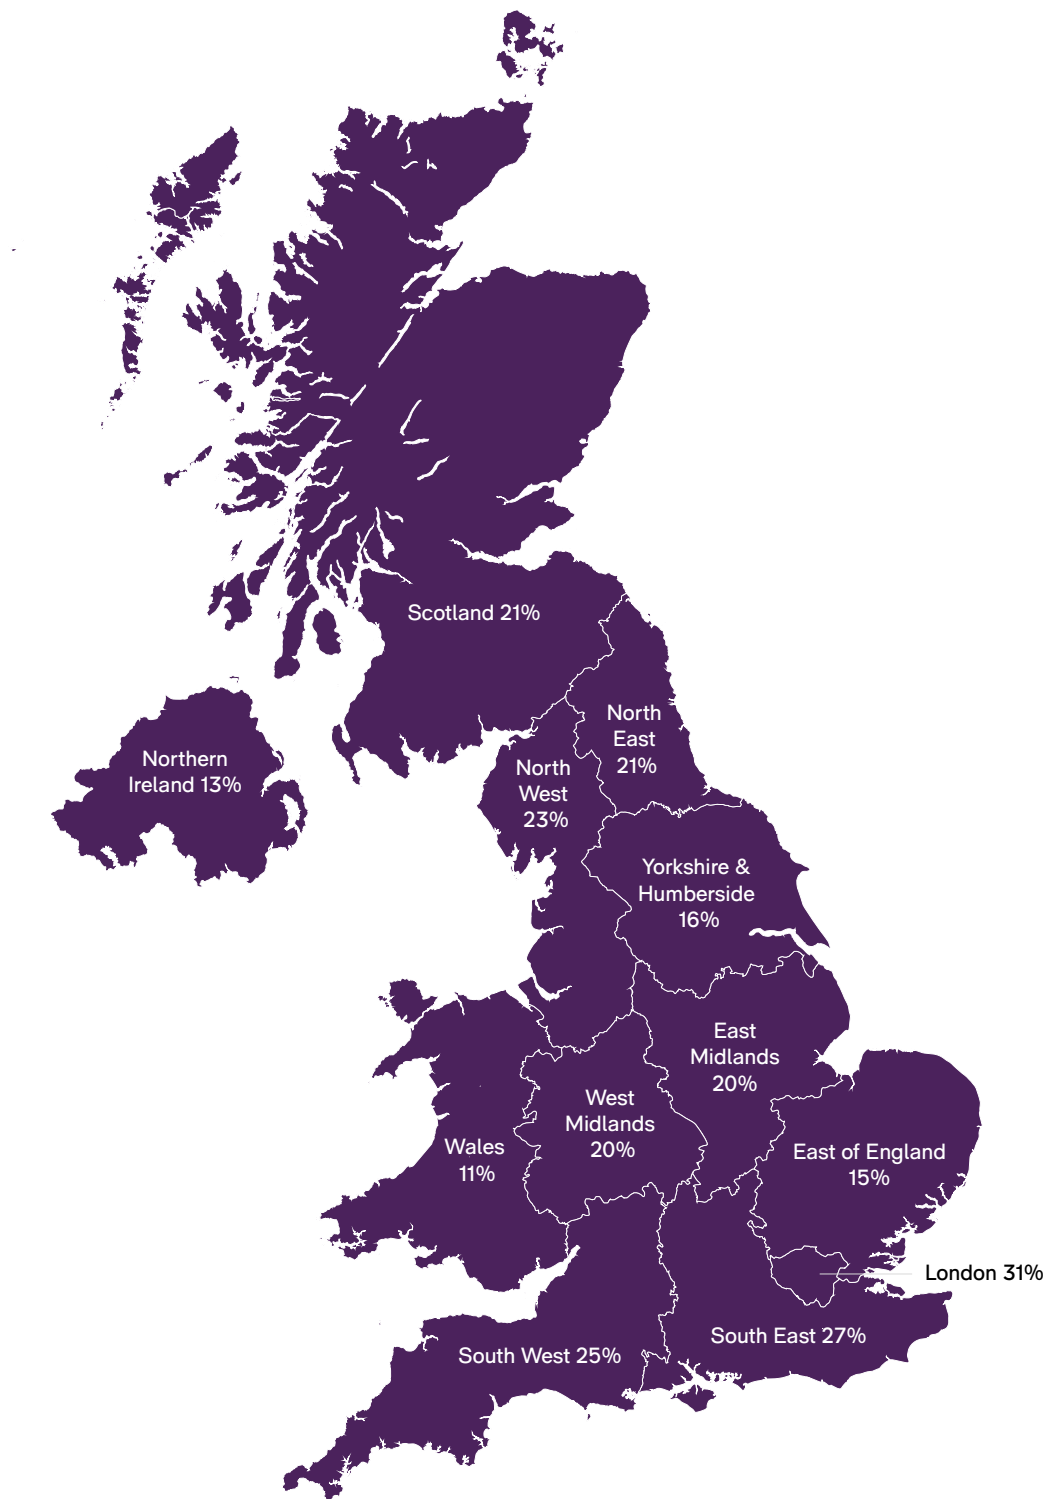 Scotland 21%
North
East
21%
Northern
Ireland 13%
North
West
23%
Yorkshire &
Humberside
16%
East
Midlands
20%
West
Midlands
20%
Wales
11%
East of England
15%
London 31%
South East 27%
South West 25%